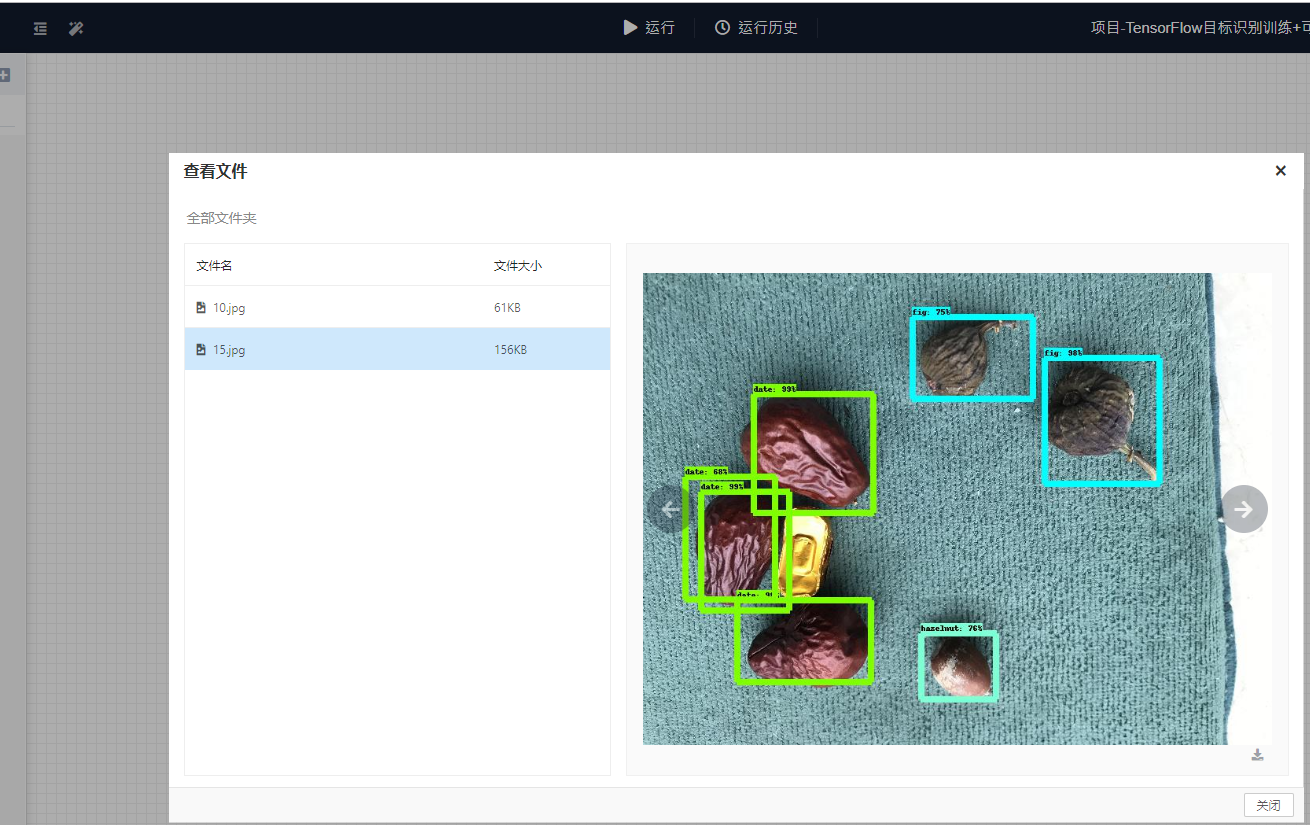 运行
运行历史
项目-TensorFlow目标识别训练+可
查看文件
全部文件夹
文件名 文件大小
10.jpg 61KB
15.jpg 156KB
fig: 75%
fig: 98%
date: 99%
date: 68%
date: 99%
date:
hazelnut: 76%
关闭